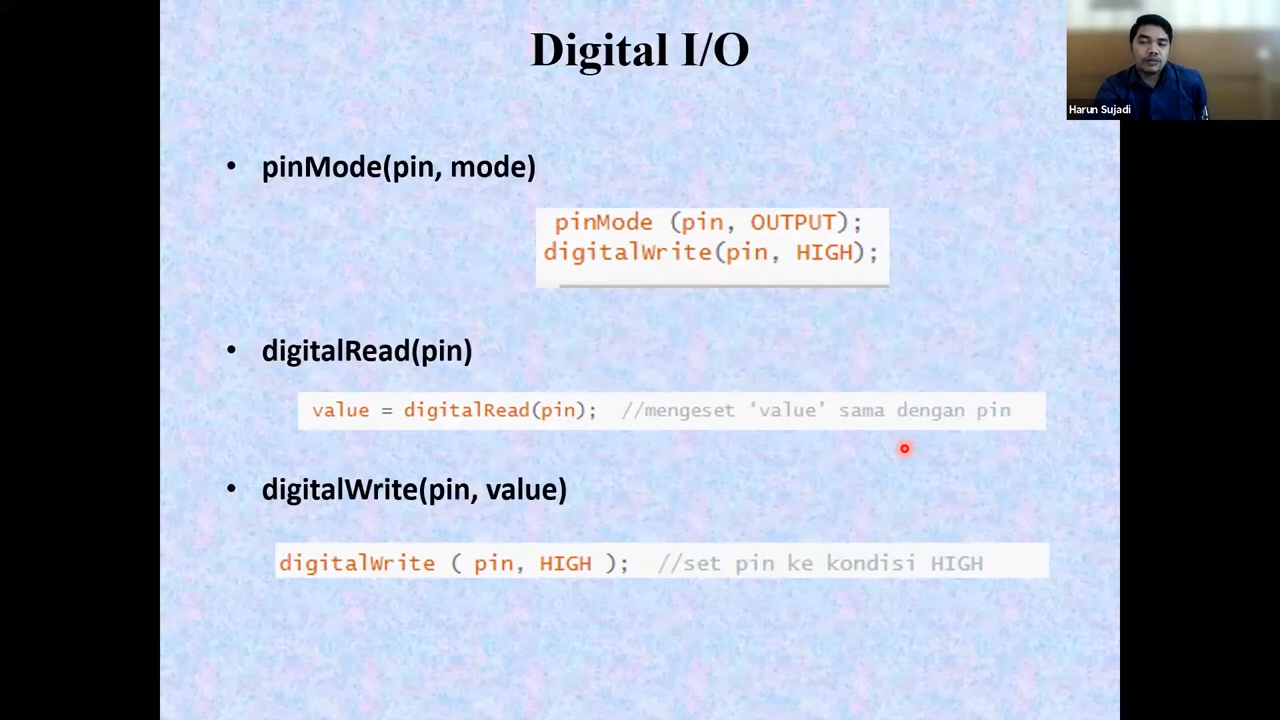 Digital I/O
Harun Sujadi
• pinMode(pin, mode)
pinMode (pin, OUTPUT);
digitalWrite(pin, HIGH);
• digitalRead(pin)
value = digitalRead(pin); //mengeset ‘value’ sama dengan pin
• digitalWrite(pin, value)
digitalWrite ( pin, HIGH ); //set pin ke kondisi HIGH